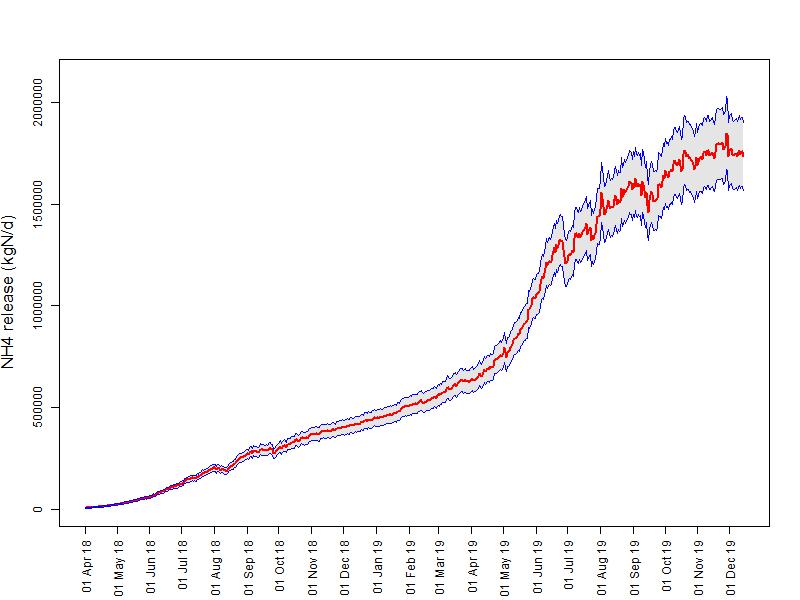 NH4 release (kgN/d)
2000000
1500000
1000000
500000
0
01 Apr 18
01 May 18
01 Jun 18
01 Jul 18
01 Aug 18
01 Sep 18
01 Oct 18
01 Nov 18
01 Dec 18
01 Jan 19
01 Feb 19
01 Mar 19
01 Apr 19
01 May 19
01 Jun 19
01 Jul 19
01 Aug 19
01 Sep 19
01 Oct 19
01 Nov 19
01 Dec 19